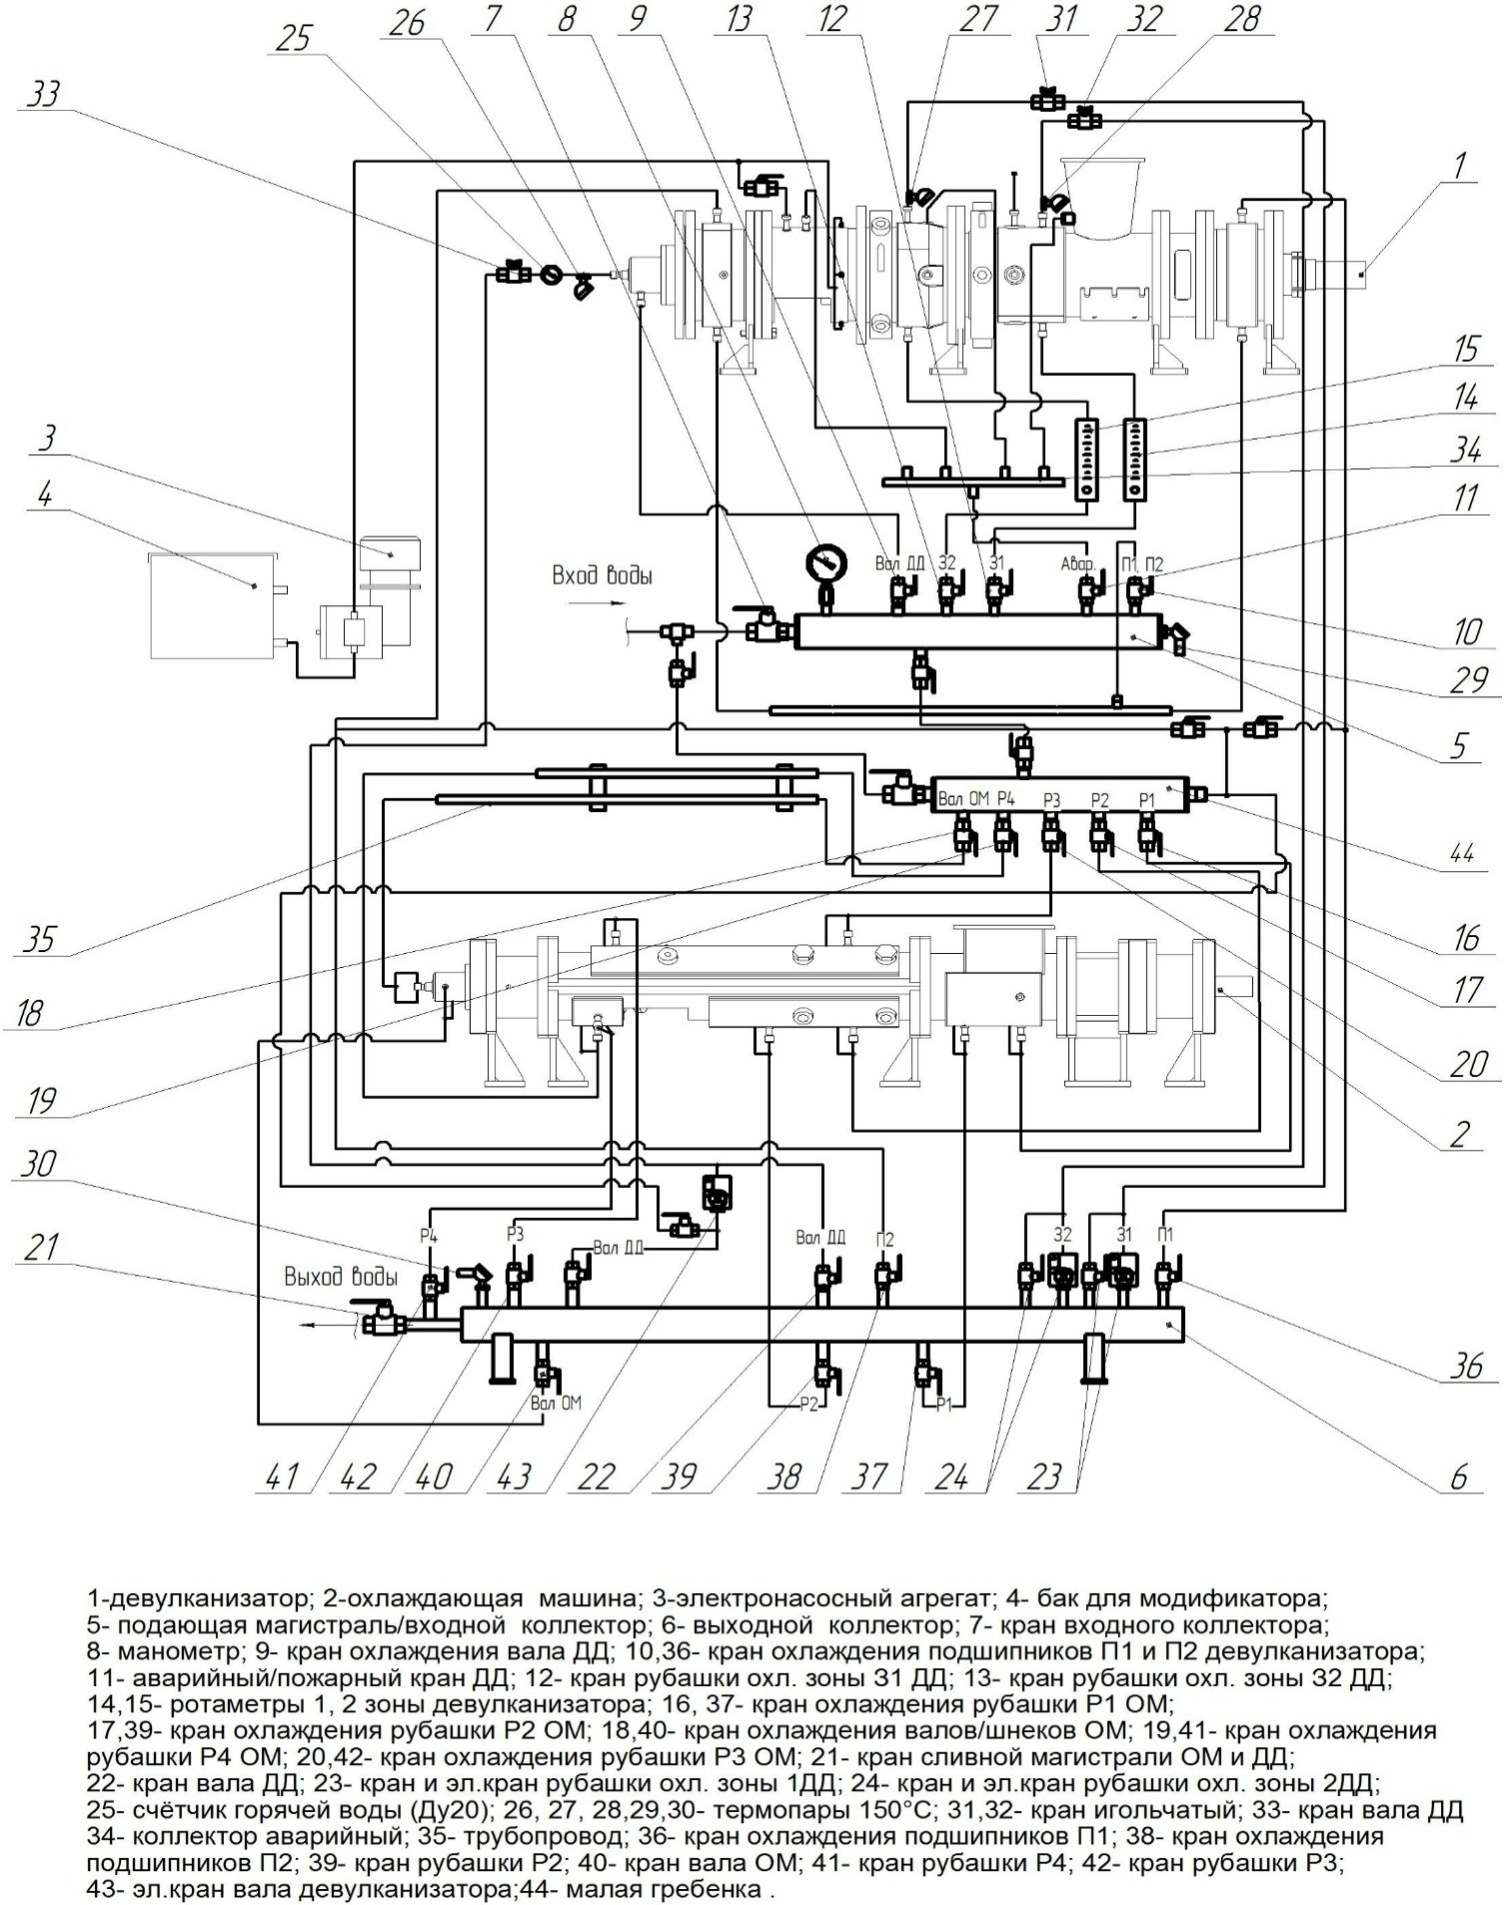 25
26
7
8
9
13
12
27
31
32
28
33
1
15
14
3
34
4
11
Вал ДД
З2
З1
Авар.
П1, П2
Вход воды
10
29
5
Вал ОМ
Р4
Р3
Р2
Р1
44
35
16
18
17
19
20
2
30
21
Р4
Р3
Вал ДД
Вал ДД
П2
З2
З1
П1
Выход воды
Вал ОМ
Р2
Р1
36
41
42
40
43
22
39
38
37
24
23
6
1-девулканизатор; 2-охлаждающая машина; 3-электронасосный агрегат; 4- бак для модификатора;
5- подающая магистраль/входной коллектор; 6- выходной коллектор; 7- кран входного коллектора;
8- манометр; 9- кран охлаждения вала ДД; 10,36- кран охлаждения подшипников П1 и П2 девулканизатора;
11- аварийный/пожарный кран ДД; 12- кран рубашки охл. зоны З1 ДД; 13- кран рубашки охл. зоны З2 ДД;
14,15- ротаметры 1, 2 зоны девулканизатора; 16, 37- кран охлаждения рубашки Р1 ОМ;
17,39- кран охлаждения рубашки Р2 ОМ; 18,40- кран охлаждения валов/шнеков ОМ; 19,41- кран охлаждения
рубашки Р4 ОМ; 20,42- кран охлаждения рубашки Р3 ОМ; 21- кран сливной магистрали ОМ и ДД;
22- кран вала ДД; 23- кран и эл.кран рубашки охл. зоны 1ДД; 24- кран и эл.кран рубашки охл. зоны 2ДД;
25- счётчик горячей воды (Ду20); 26, 27, 28,29,30- термопары 150°С; 31,32- кран игольчатый; 33- кран вала ДД
34- коллектор аварийный; 35- трубопровод; 36- кран охлаждения подшипников П1; 38- кран охлаждения
подшипников П2; 39- кран рубашки Р2; 40- кран вала ОМ; 41- кран рубашки Р4; 42- кран рубашки Р3;
43- эл.кран вала девулканизатора;44- малая гребенка .